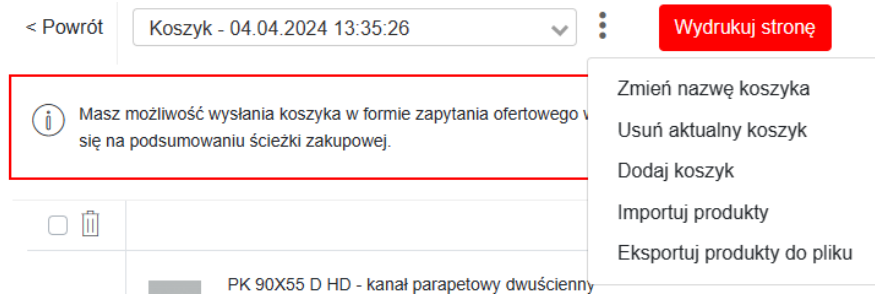 < Powrót
Koszyk - 04.04.2024 13:35:26
Wydrukuj stronę
Zmień nazwę koszyka
Usuń aktualny koszyk
Dodaj koszyk
Importuj produkty
Eksportuj produkty do pliku
Masz możliwość wysłania koszyka w formie zapytania ofertowego
się na podsumowaniu ścieżki zakupowej.
PK 90X55 D HD - kanał parapetowy dwuścienny